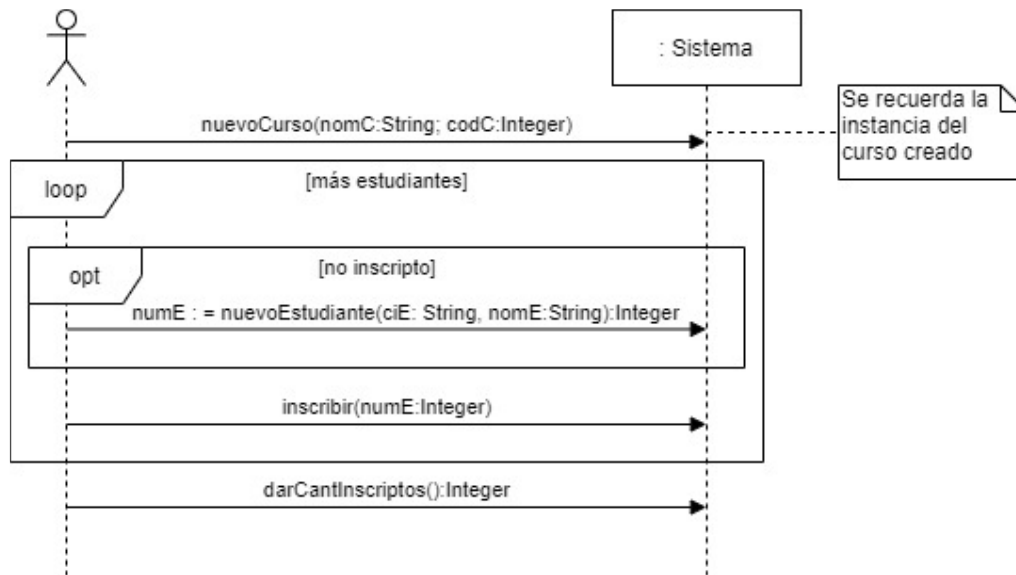 : Sistema
Se recuerda la
instancia del
curso creado
nuevoCurso(nomC:String; codC:Integer)
loop
[más estudiantes]
opt
[no inscripto]
numE : = nuevoEstudiante(ciE: String, nomE:String):Integer
inscribir(numE:Integer)
darCantInscriptos():Integer